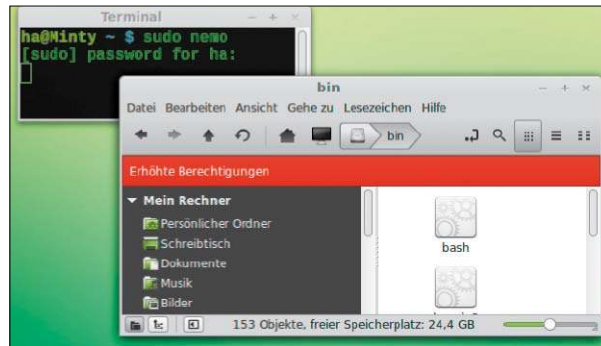 Terminal
ha@Minty ~ $ sudo nemo
[sudo] password for ha:
bin
Datei Bearbeiten Ansicht Gehe zu Lesezeichen Hilfe
bin
Erhöhte Berechtigungen
Mein Rechner
Persönlicher Ordner
Schreibtisch
Dokumente
Musik
Bilder
bash
153 Objekte, freier Speicherplatz: 24,4 GB